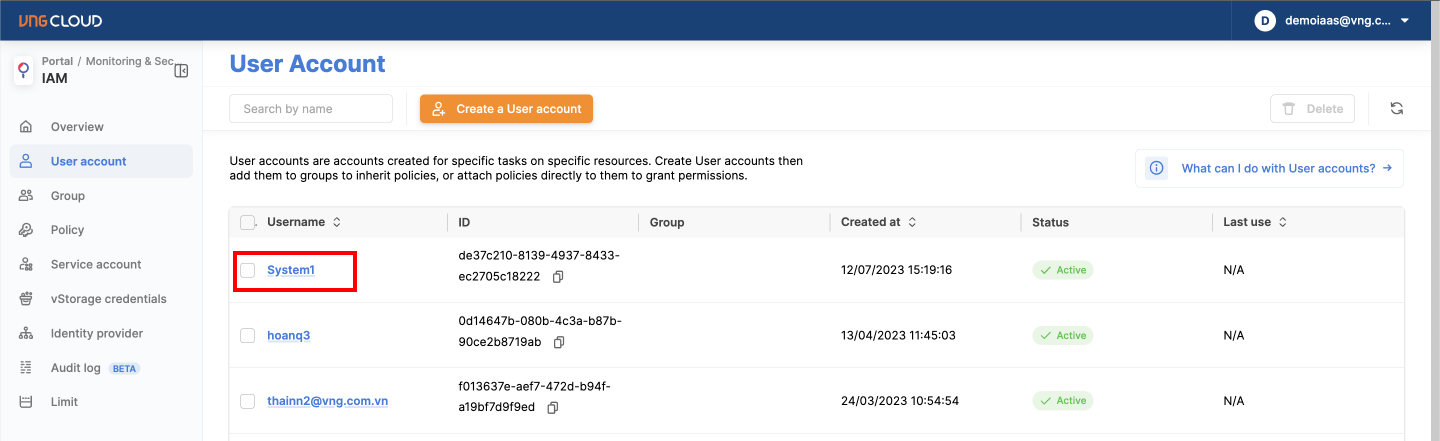 VNG CLOUD
D demoiaas@vng.c...
Portal / Monitoring & Sec
IAM
Overview
User account
Group
Policy
Service account
vStorage credentials
Identity provider
Audit log BETA
Limit
User Account
Search by name
Create a User account
Delete
User accounts are accounts created for specific tasks on specific resources. Create User accounts then
add them to groups to inherit policies, or attach policies directly to them to grant permissions.
What can I do with User accounts? →
Username ID Group Created at Status Last use
System1 de37c210-8139-4937-8433-
ec2705c18222 12/07/2023 15:19:16 Active N/A
hoanq3 0d14647b-080b-4c3a-b87b-
90ce2b8719ab 13/04/2023 11:45:03 Active N/A
thainn2@vng.com.vn f013637e-aef7-472d-b94f-
a19bf7d9f9ed 24/03/2023 10:54:54 Active N/A